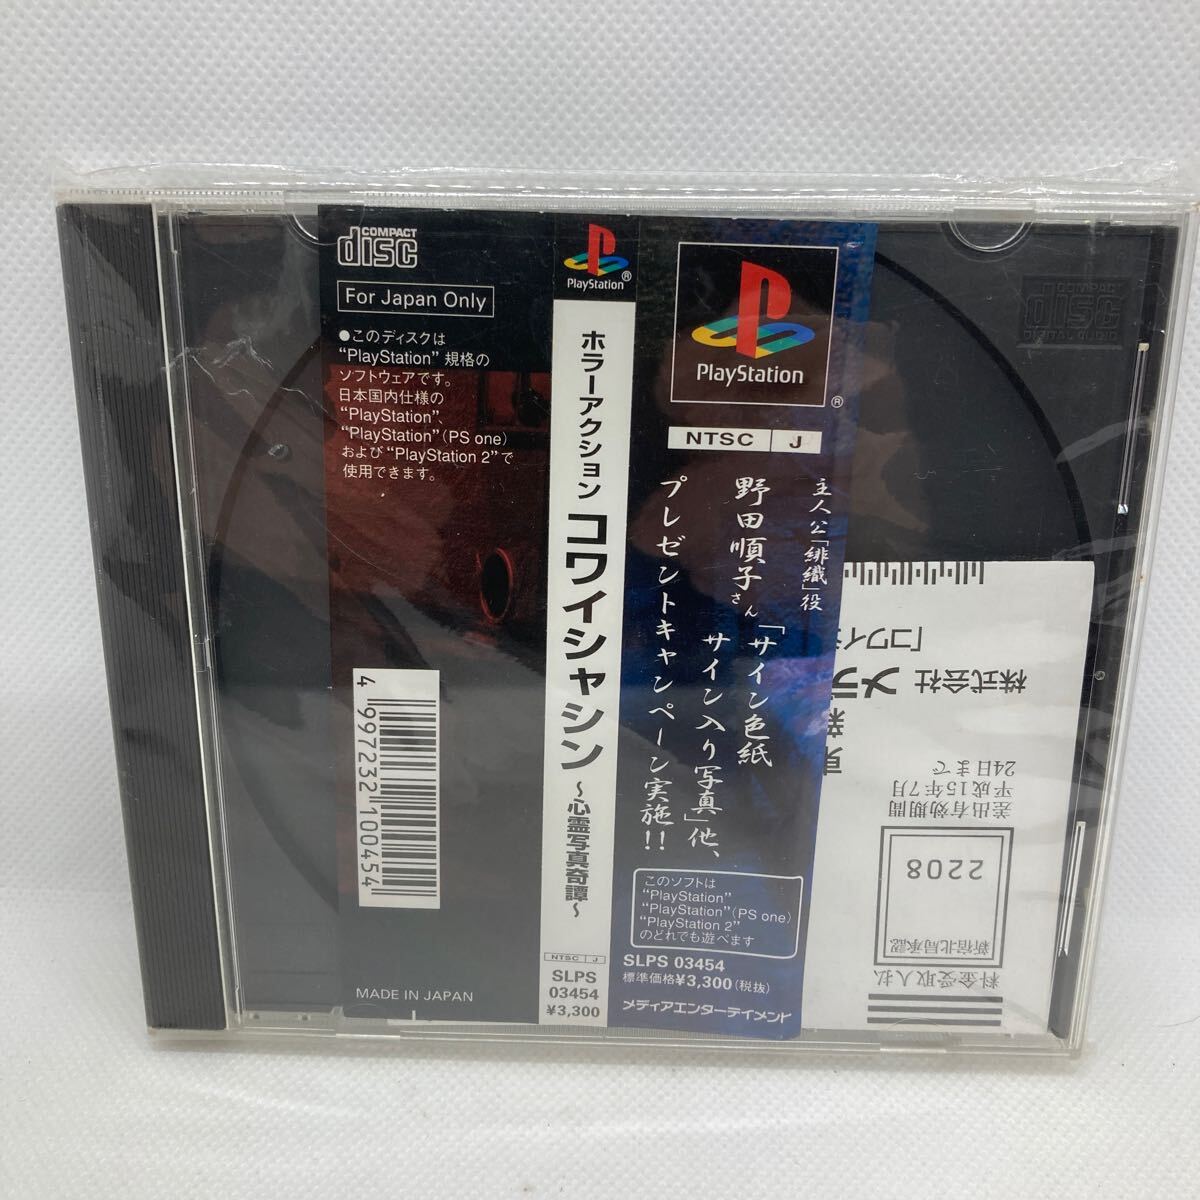 COMPACT
disc
For Japan Only
●このディスクは
“PlayStation” 規格の
ソフトウェアです。
日本国内仕様の
“PlayStation”,
“PlayStation”(PS one)
および“PlayStation 2”で
使用できます。
4 997232 100454
MADE IN JAPAN
PlayStation®
ホラーアクション
コワイシャシン
~心霊写真奇譚~
NTSC J
SLPS
03454
¥3,300
PlayStation
®
NTSC J
主人公「緋織」役
野田順子さん「サイン色紙
サイン入り写真」他、
プレゼントキャンペーン実施!!
このソフトは
“PlayStation”
“PlayStation”(PS one)
“PlayStation 2”
のどれでも遊べます
SLPS 03454
標準価格¥3,300(税抜)
メディアエンターテイメント
COMPACT
disc
DIGITAL AUDIO
料金受取人払
新宿北局承認
2208
差出有効期間
平成15年7月
24日まで
株式会社 メデ
「コワイ